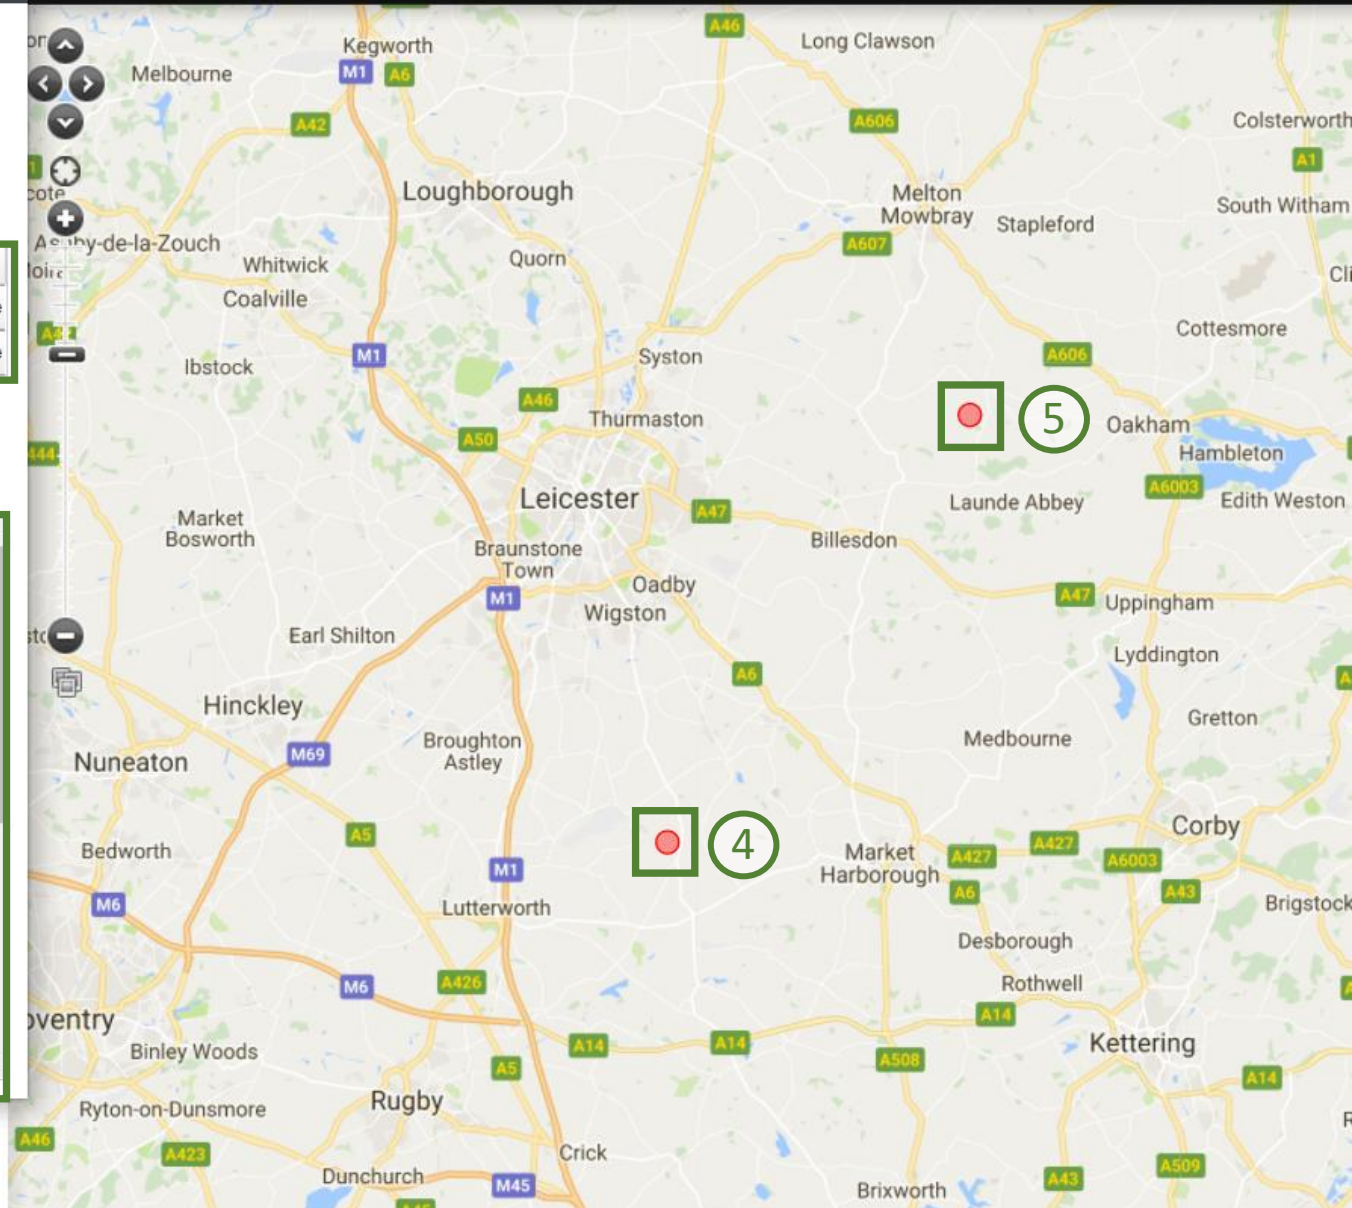 A46
Long Clawson
Kegworth
M1
A6
Melbourne
A42
A606
Colsterworth
A1
Loughborough
Melton
Mowbray
Stapleford
South Witham
A607
Whitwick
Quorn
Coalville
Cottesmore
M1
Ibstock
Syston
A606
A46
Thurmaston
5
Oakham
A50
Hambleton
A6003
Edith Weston
Launde Abbey
Leicester
A47
Market
Bosworth
Billesdon
Braunstone
Town
Oadby
M1
Wigston
A47
Uppingham
Earl Shilton
Lyddington
A6
Hinckley
Gretton
Broughton
Astley
Medbourne
M69
Nuneaton
Corby
A5
4
A427
Bedworth
Market
Harborough
A427
A6003
M1
A6
A43
M6
Lutterworth
Brigstock
Desborough
M6
A426
Rothwell
A14
oventry
A14
A14
Kettering
Binley Woods
A5
A508
A14
Rugby
Ryton-on-Dunsmore
A46
A423
Crick
A509
Dunchurch
M45
A43
Brixworth